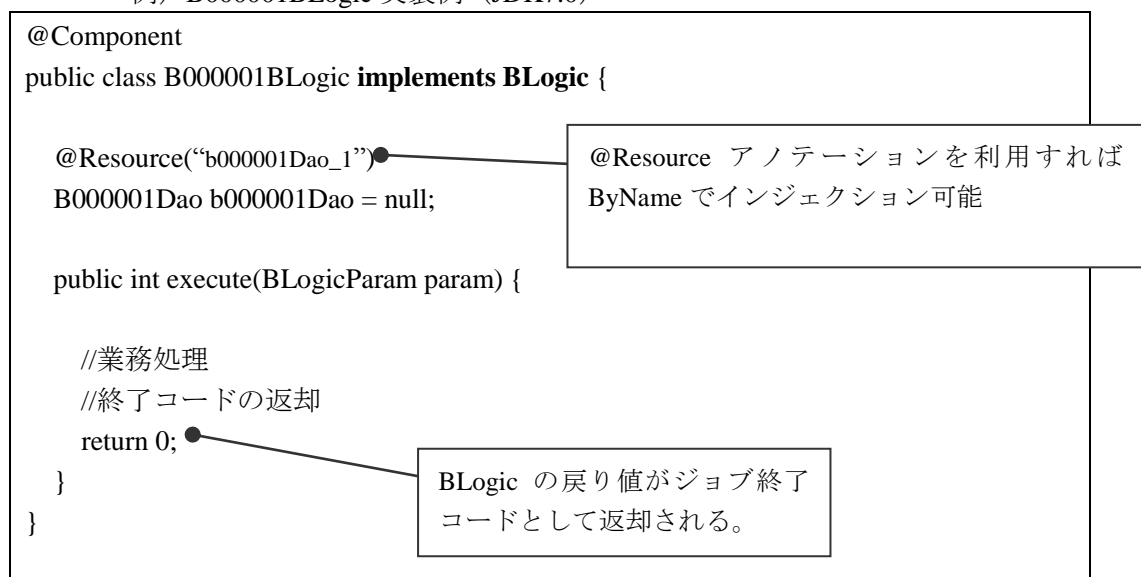 @Component
public class B000001BLogic implements BLogic {
@Resource(“b000001Dao_1”)
B000001Dao b000001Dao = null;
@Resource アノテーションを利用すれば
ByName でインジェクション可能
public int execute(BLogicParam param) {
//業務処理
//終了コードの返却
return 0;
}
}
BLogic の戻り値がジョブ終了
コードとして返却される。